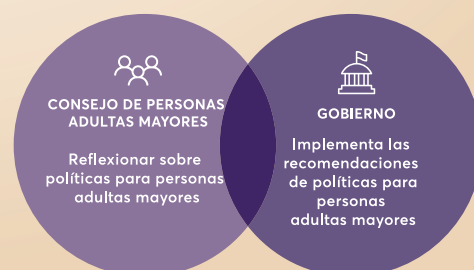 CONSEJO DE PERSONAS
ADULTAS MAYORES
Reflexionar sobre
políticas para personas
adultas mayores
GOBIERNO
Implementa las
recomendaciones
de políticas para
personas
adultas mayores